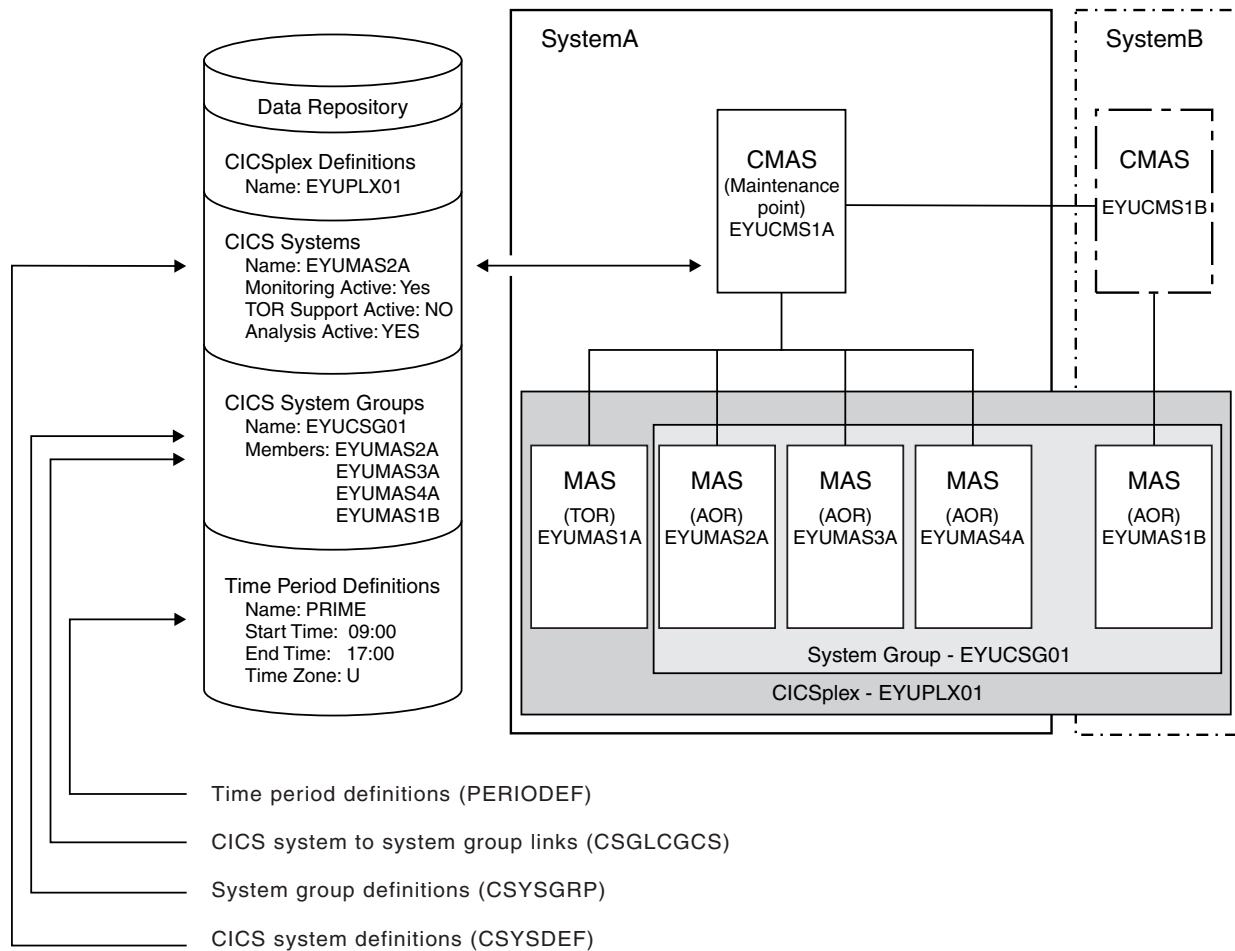 Data Repository
CICSplex Definitions
Name: EYUPLX01
CICS Systems
Name: EYUMAS2A
Monitoring Active: Yes
TOR Support Active: NO
Analysis Active: YES
CICS System Groups
Name: EYUCSG01
Members: EYUMAS2A
EYUMAS3A
EYUMAS4A
EYUMAS1B
Time Period Definitions
Name: PRIME
Start Time: 09:00
End Time: 17:00
Time Zone: U
SystemA
CMAS
(Maintenance
point)
EYUCMS1A
SystemB
CMAS
EYUCMS1B
MAS
(TOR)
EYUMAS1A
MAS
(AOR)
EYUMAS2A
MAS
(AOR)
EYUMAS3A
MAS
(AOR)
EYUMAS4A
MAS
(AOR)
EYUMAS1B
System Group - EYUCSG01
CICSplex - EYUPLX01
Time period definitions (PERIODEF)
CICS system to system group links (CSGLCGCS)
System group definitions (CSYSGRP)
CICS system definitions (CSYSDEF)